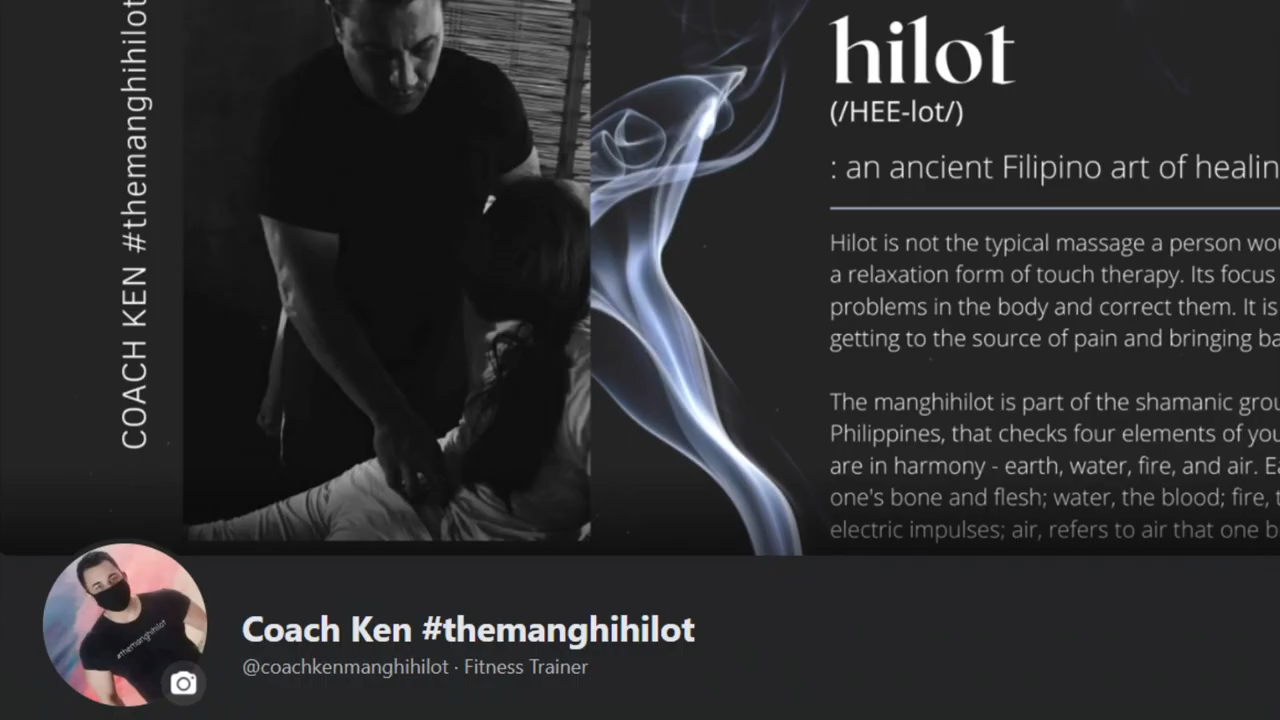 COACH KEN #themanghihilot
hilot
(/HEE-lot/)
: an ancient Filipino art of healin
Hilot is not the typical massage a person wou
a relaxation form of touch therapy. Its focus
problems in the body and correct them. It is
getting to the source of pain and bringing ba
The manghihilot is part of the shamanic grou
Philippines, that checks four elements of you
are in harmony - earth, water, fire, and air. Ea
one's bone and flesh; water, the blood; fire, t
electric impulses; air, refers to air that one b
#themanghihilot
Coach Ken #themanghihilot
@coachkenmanghihilot · Fitness Trainer